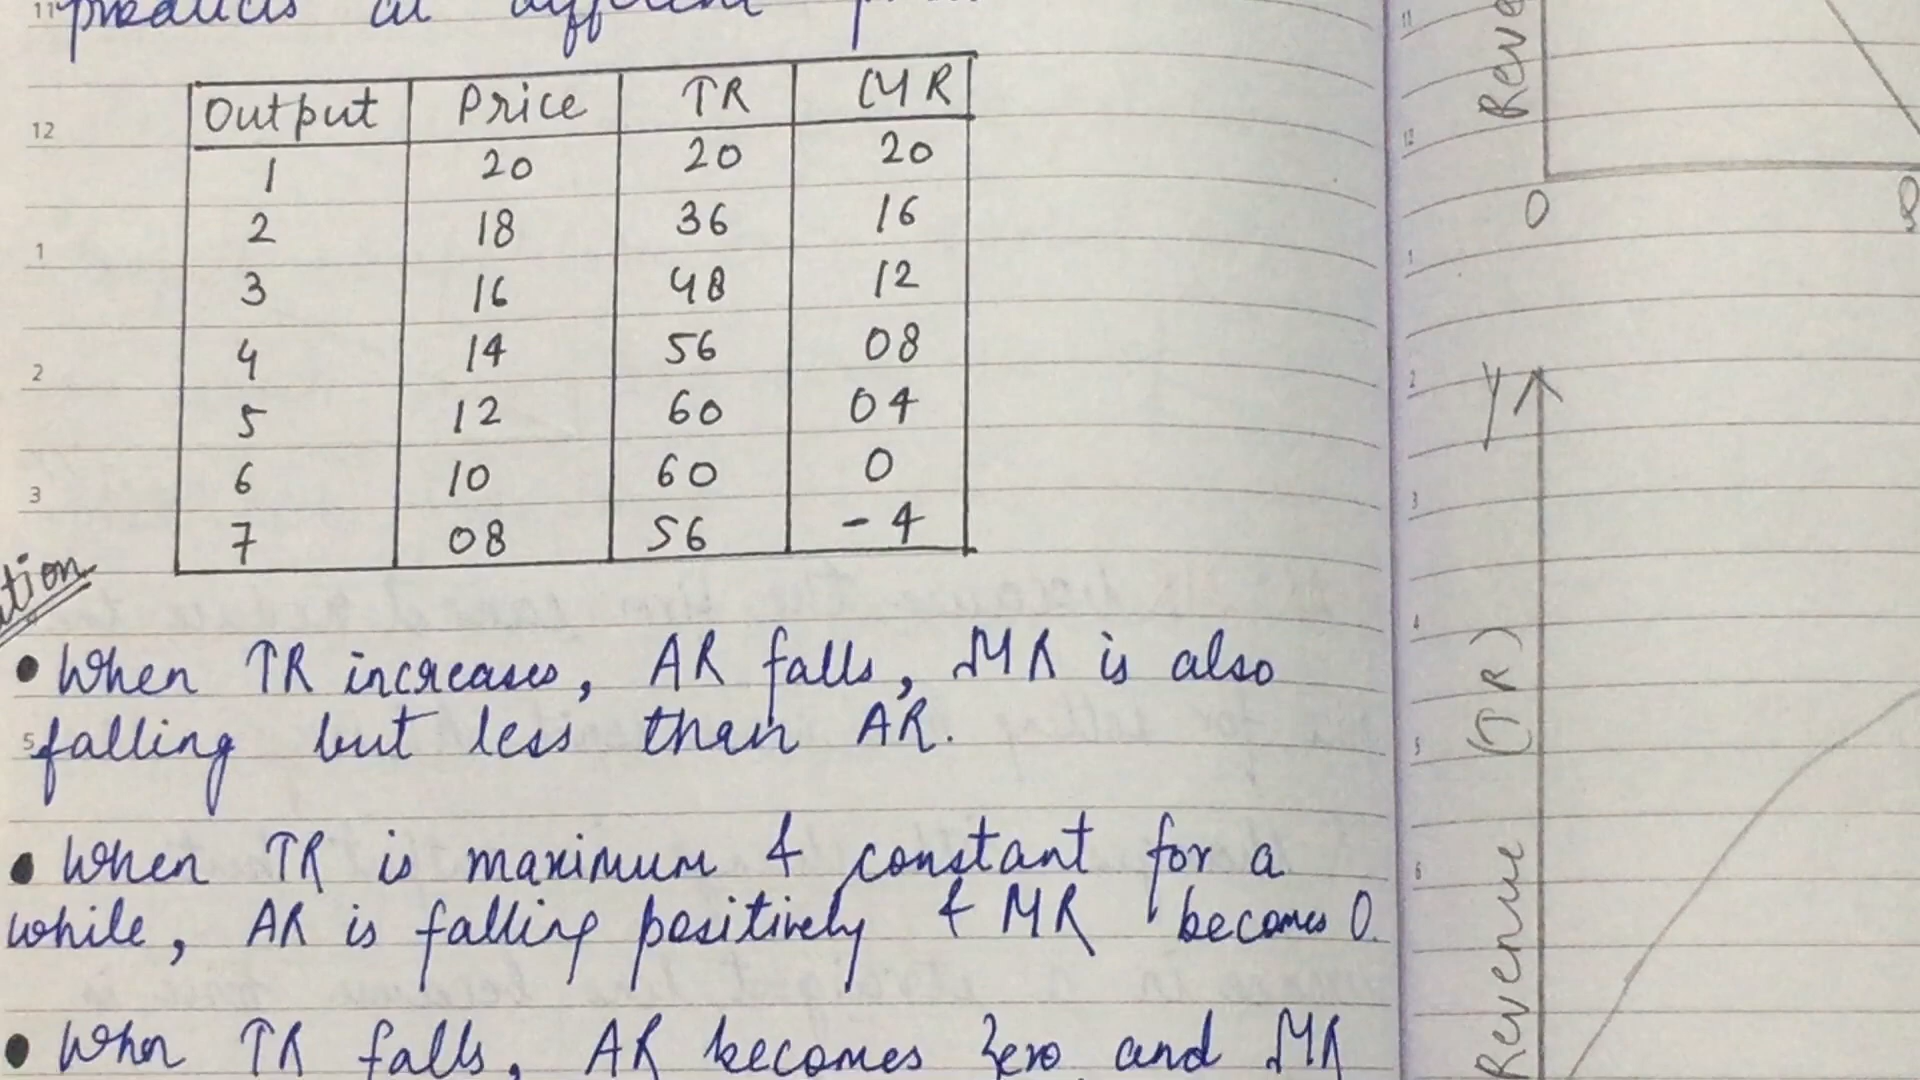 products at different
Output Price TR MR
1 20 20 20
2 18 36 16
3 16 48 12
4 14 56 08
5 12 60 04
6 10 60 0
7 08 56 -4
• When TR increases, AR falls, MR is also
falling but less than AR.
• When TR is maximum & constant for a
while, AR is falling positively & MR becomes 0.
• When TR falls, AR becomes zero and MR
O
Y
Revenue (TR)